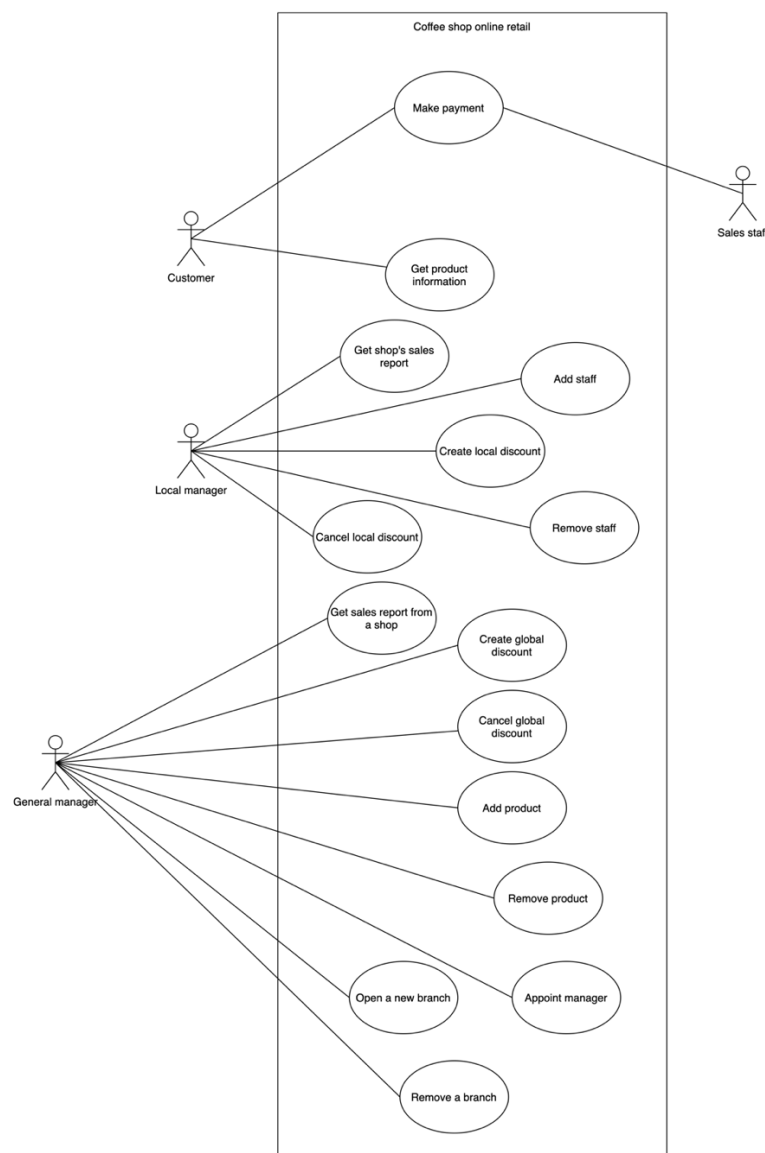 Coffee shop online retail
Make payment
Sales staf
Customer
Get product
information
Get shop's sales
report
Add staff
Local manager
Create local discount
Remove staff
Cancel local discount
Get sales report from
a shop
Create global
discount
Cancel global
discount
General manager
Add product
Remove product
Open a new branch
Appoint manager
Remove a branch